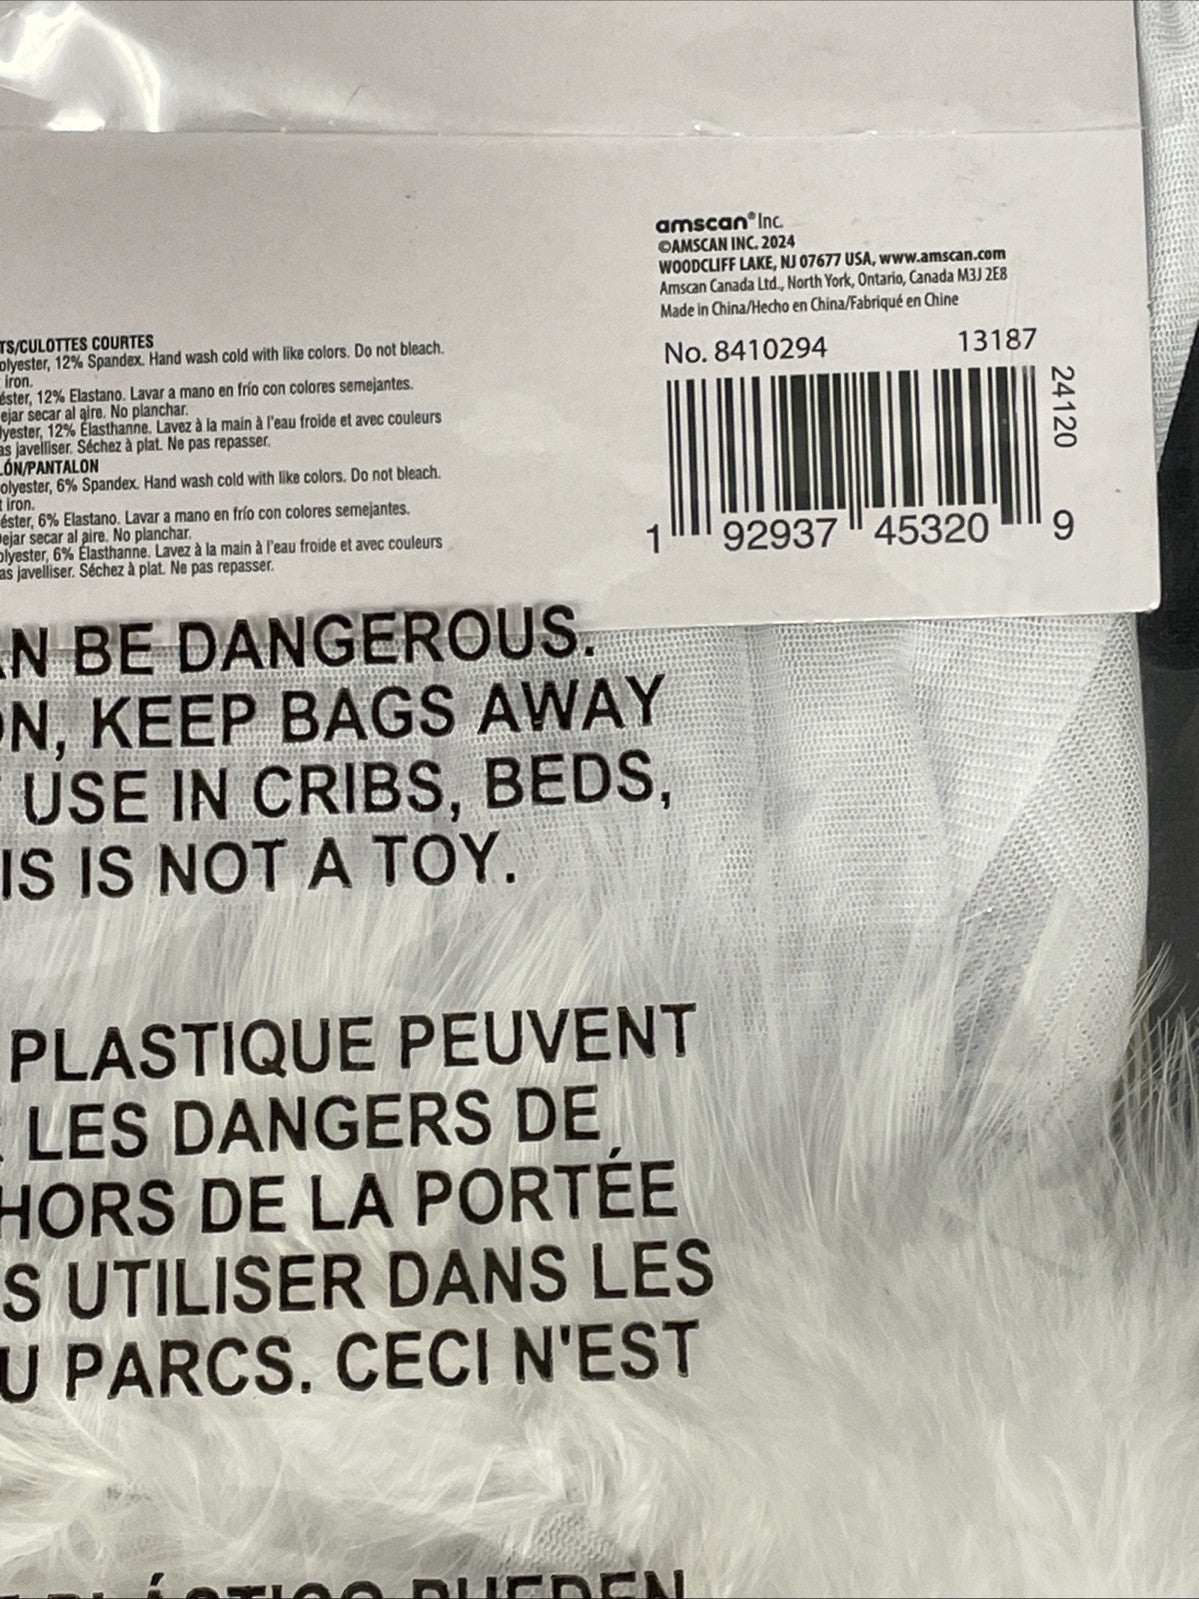 amscan® Inc.
©AMSCAN INC. 2024
WOODCLIFF LAKE, NJ 07677 USA, www.amscan.com
Amscan Canada Ltd., North York, Ontario, Canada M3J 2E8
Made in China/Hecho en China/Fabriqué en Chine
No. 8410294 13187
24120
1 92937 45320 9
TS/CULOTTES COURTES
olyester, 12% Spandex. Hand wash cold with like colors. Do not bleach.
iron.
éster, 12% Elastano. Lavar a mano en frío con colores semejantes.
ejar secar al aire. No planchar.
lyester, 12% Élasthanne. Lavez à la main à l'eau froide et avec couleurs
as javelliser. Séchez à plat. Ne pas repasser.
LÓN/PANTALON
olyester, 6% Spandex. Hand wash cold with like colors. Do not bleach.
t iron.
éster, 6% Elastano. Lavar a mano en frío con colores semejantes.
ejar secar al aire. No planchar.
olyester, 6% Élasthanne. Lavez à la main à l'eau froide et avec couleurs
as javelliser. Séchez à plat. Ne pas repasser.
AN BE DANGEROUS.
ON, KEEP BAGS AWAY
USE IN CRIBS, BEDS,
IS IS NOT A TOY.
PLASTIQUE PEUVENT
LES DANGERS DE
HORS DE LA PORTÉE
S UTILISER DANS LES
U PARCS. CECI N'EST
PLÁSTICO PUEDEN